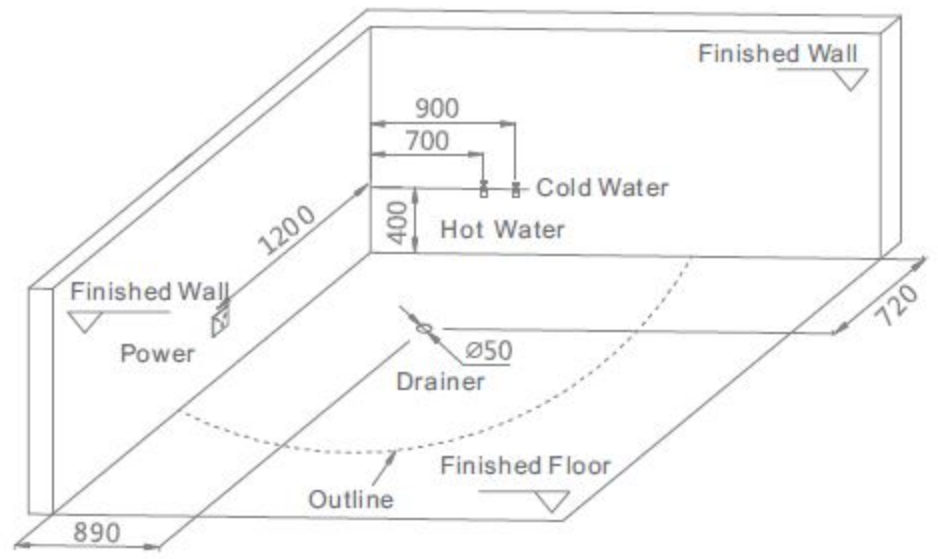 Finished Wall
900
700
Cold Water
1200
400
Hot Water
Finished Wall
720
Power
Ø50
Drainer
Finished Floor
Outline
890